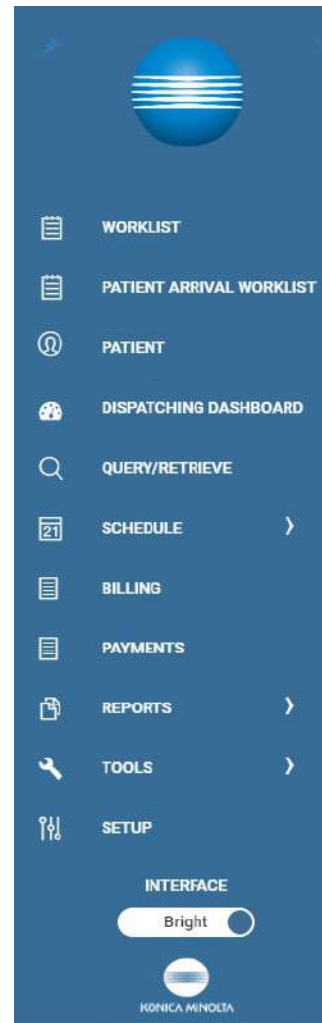 WORKLIST
PATIENT ARRIVAL WORKLIST
PATIENT
DISPATCHING DASHBOARD
QUERY/RETRIEVE
21 SCHEDULE
BILLING
PAYMENTS
REPORTS
TOOLS
SETUP
INTERFACE
Bright
KONICA MINOLTA